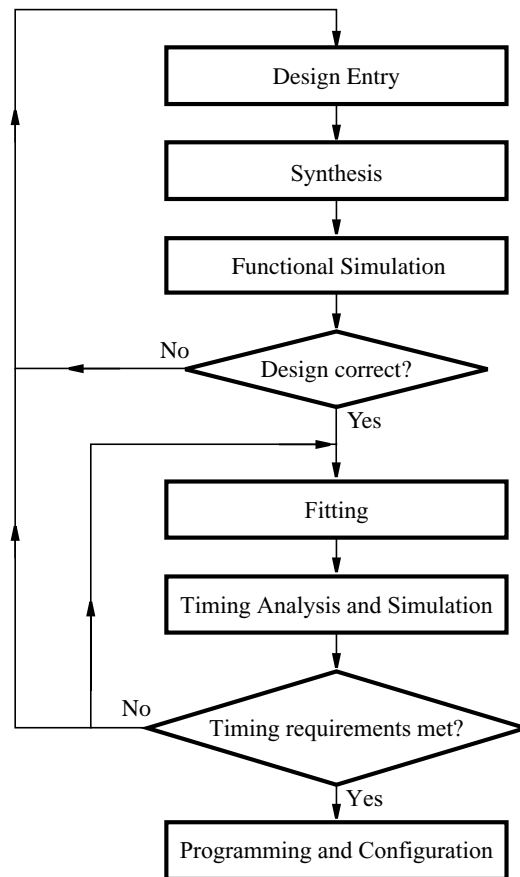 Design Entry
Synthesis
Functional Simulation
No
Design correct?
Yes
Fitting
Timing Analysis and Simulation
No
Timing requirements met?
Yes
Programming and Configuration